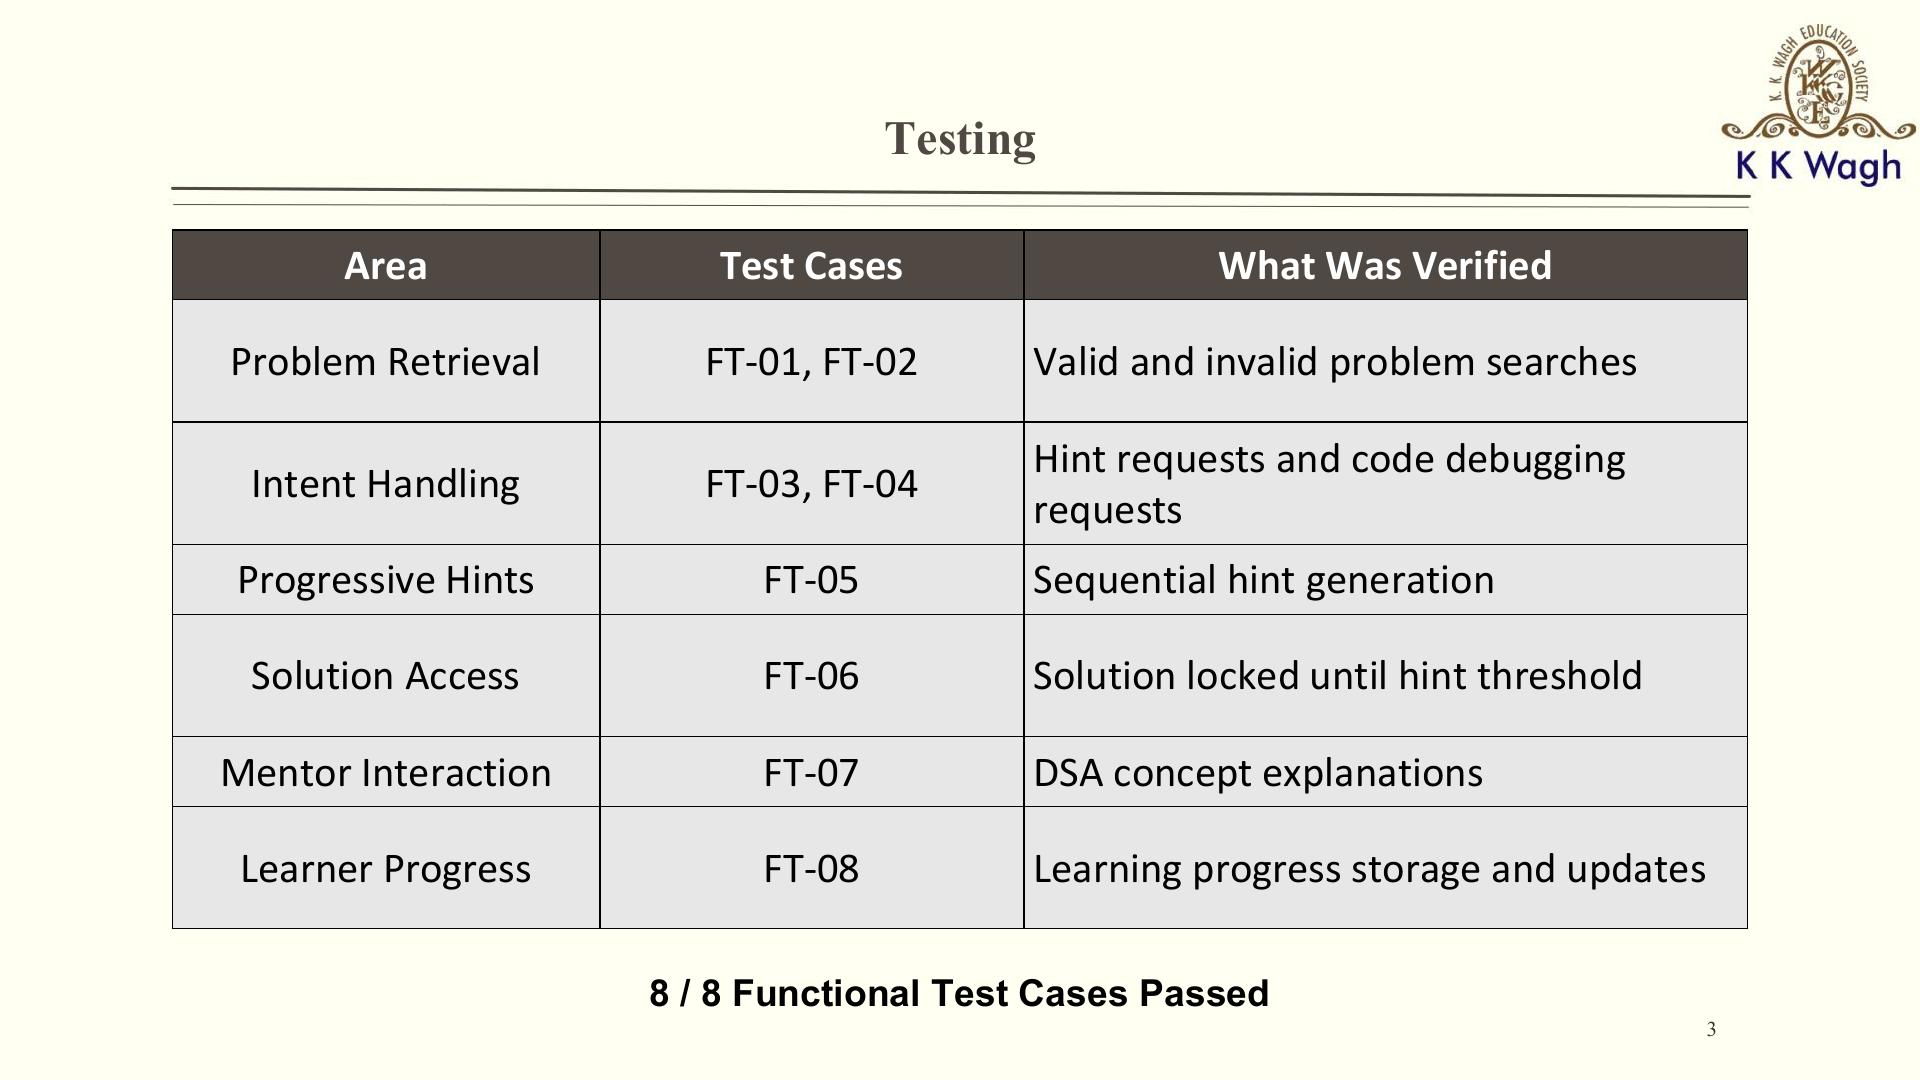 K. K. WAGH EDUCATION SOCIETY
K K Wagh
Testing
Area Test Cases What Was Verified
Problem Retrieval FT-01, FT-02 Valid and invalid problem searches
Intent Handling FT-03, FT-04 Hint requests and code debugging
requests
Progressive Hints FT-05 Sequential hint generation
Solution Access FT-06 Solution locked until hint threshold
Mentor Interaction FT-07 DSA concept explanations
Learner Progress FT-08 Learning progress storage and updates
8 / 8 Functional Test Cases Passed
3